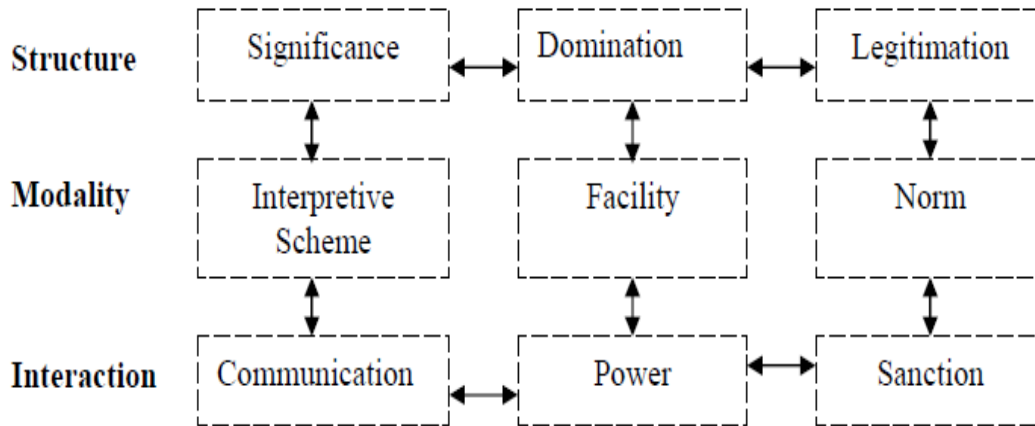 Structure
Significance
Domination
Legitimation
Modality
Interpretive
Scheme
Facility
Norm
Interaction
Communication
Power
Sanction